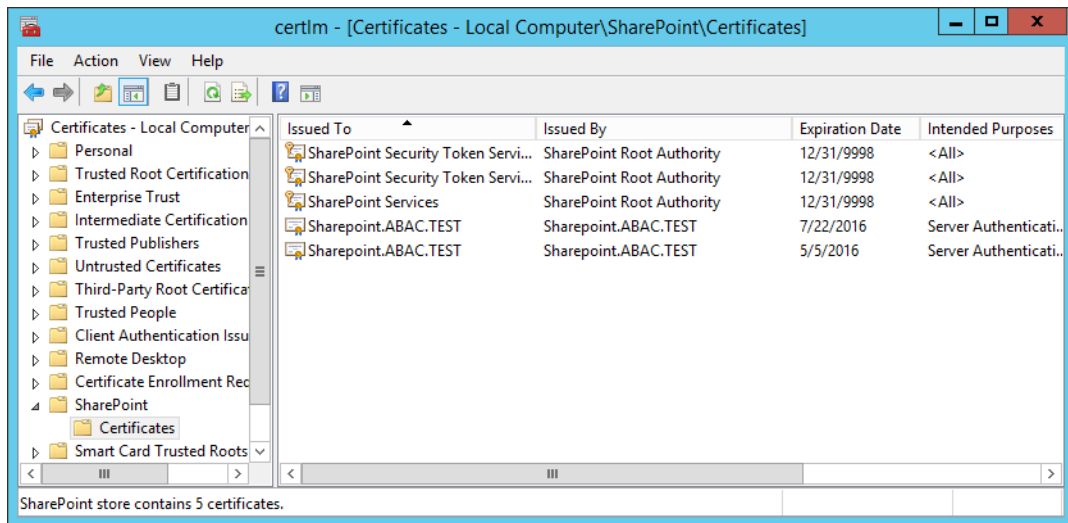 certlm - [Certificates - Local Computer\SharePoint\Certificates]
File Action View Help
Certificates - Local Computer
Personal
Trusted Root Certification
Enterprise Trust
Intermediate Certification
Trusted Publishers
Untrusted Certificates
Third-Party Root Certifica
Trusted People
Client Authentication Issu
Remote Desktop
Certificate Enrollment Req
SharePoint
Certificates
Smart Card Trusted Roots
Issued To Issued By Expiration Date Intended Purposes
SharePoint Security Token Servi... SharePoint Root Authority 12/31/9998 <All>
SharePoint Security Token Servi... SharePoint Root Authority 12/31/9998 <All>
SharePoint Services SharePoint Root Authority 12/31/9998 <All>
Sharepoint.ABAC.TEST Sharepoint.ABAC.TEST 7/22/2016 Server Authenticati..
Sharepoint.ABAC.TEST Sharepoint.ABAC.TEST 5/5/2016 Server Authenticati..
SharePoint store contains 5 certificates.